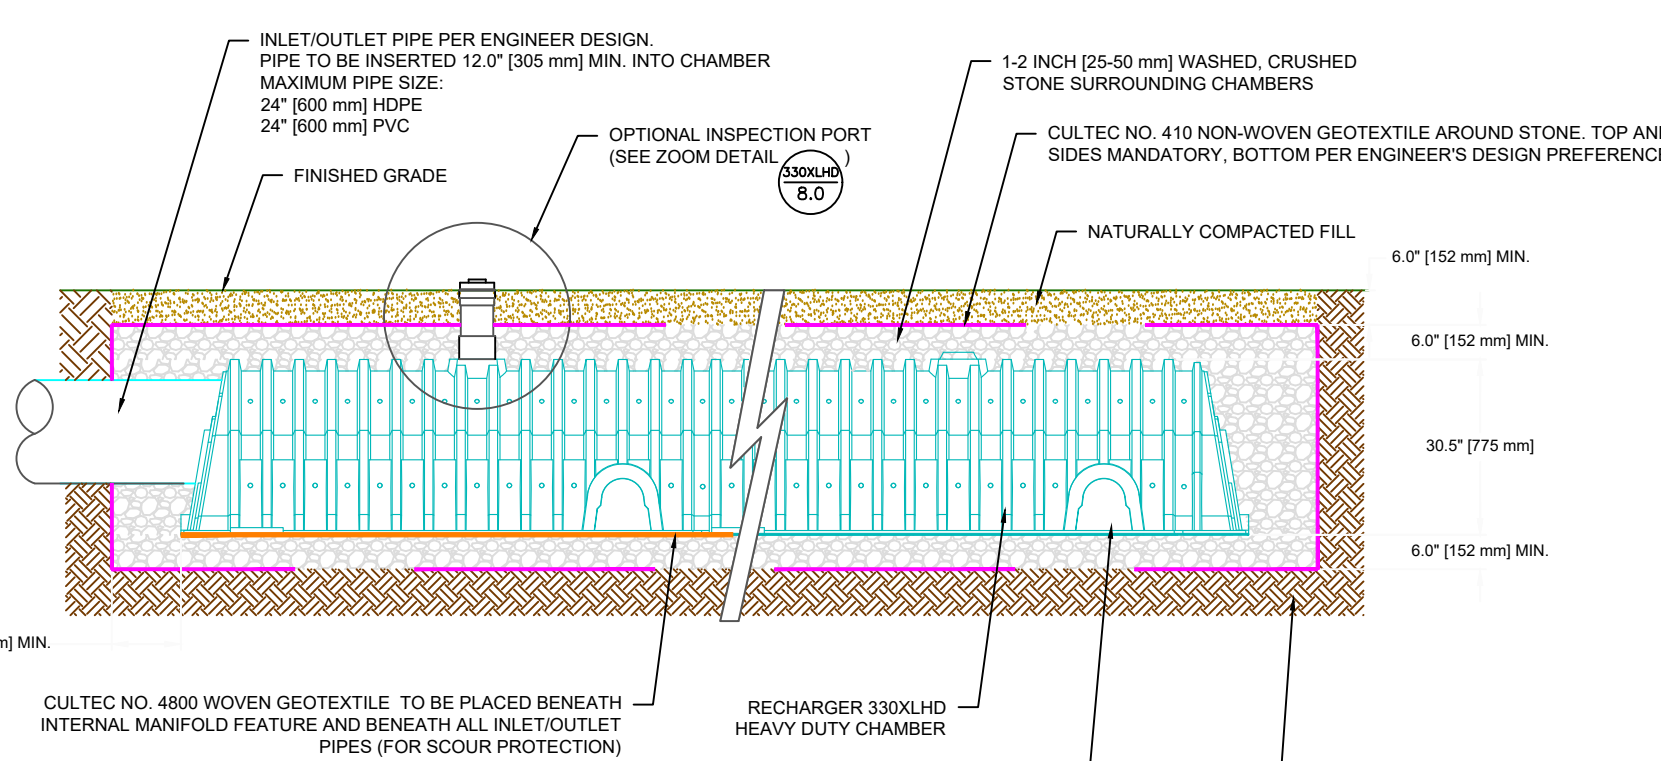 INLET/OUTLET PIPE PER ENGINEER DESIGN.
PIPE TO BE INSERTED 12.0" [305 mm] MIN. INTO CHAMBER
MAXIMUM PIPE SIZE:
24" [600 mm] HDPE
24" [600 mm] PVC
FINISHED GRADE
OPTIONAL INSPECTION PORT
(SEE ZOOM DETAIL )
330XLHD
8.0
1-2 INCH [25-50 mm] WASHED, CRUSHED
STONE SURROUNDING CHAMBERS
CULTEC NO. 410 NON-WOVEN GEOTEXTILE AROUND STONE. TOP AN
SIDES MANDATORY, BOTTOM PER ENGINEER'S DESIGN PREFERENCE
NATURALLY COMPACTED FILL
6.0" [152 mm] MIN.
6.0" [152 mm] MIN.
30.5" [775 mm]
6.0" [152 mm] MIN.
m] MIN.
CULTEC NO. 4800 WOVEN GEOTEXTILE TO BE PLACED BENEATH
INTERNAL MANIFOLD FEATURE AND BENEATH ALL INLET/OUTLET
PIPES (FOR SCOUR PROTECTION)
RECHARGER 330XLHD
HEAVY DUTY CHAMBER